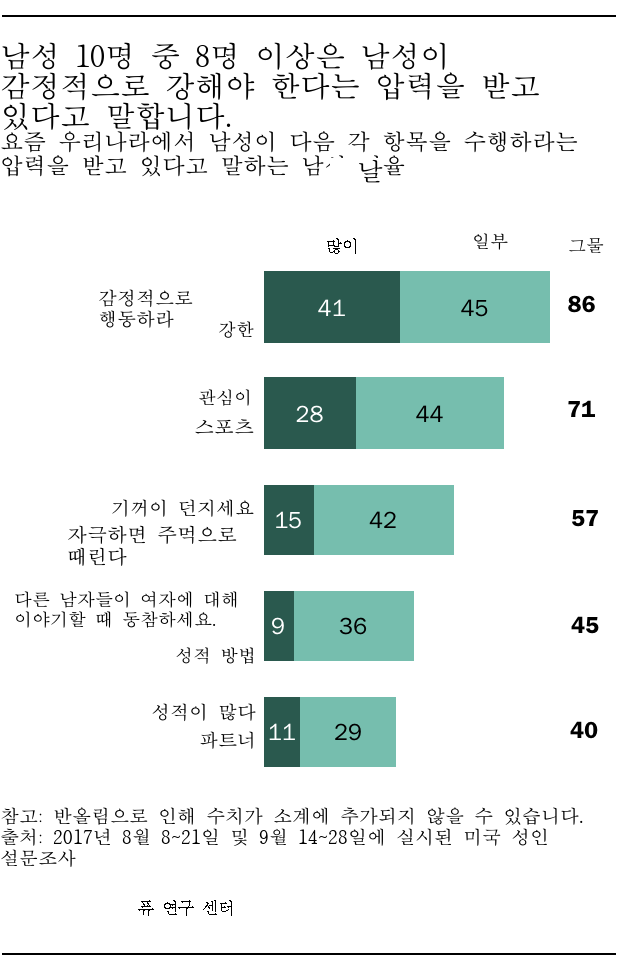 남성 10명 중 8명 이상은 남성이
감정적으로 강해야 한다는 압력을 받고
있다고 말합니다.
요즘 우리나라에서 남성이 다음 각 항목을 수행하라는
압력을 받고 있다고 말하는 날율
많이 일부 그물
감정적으로
행동하라
강한
41 45 86
관심이
스포츠
28 44 71
기꺼이 던지세요
자극하면 주먹으로
때린다
15 42 57
다른 남자들이 여자에 대해
이야기할 때 동참하세요.
성적 방법
9 36 45
성적이 많다
파트너
11 29 40
참고: 반올림으로 인해 수치가 소계에 추가되지 않을 수 있습니다.
출처: 2017년 8월 8~21일 및 9월 14~28일에 실시된 미국 성인
설문조사
퓨 연구 센터